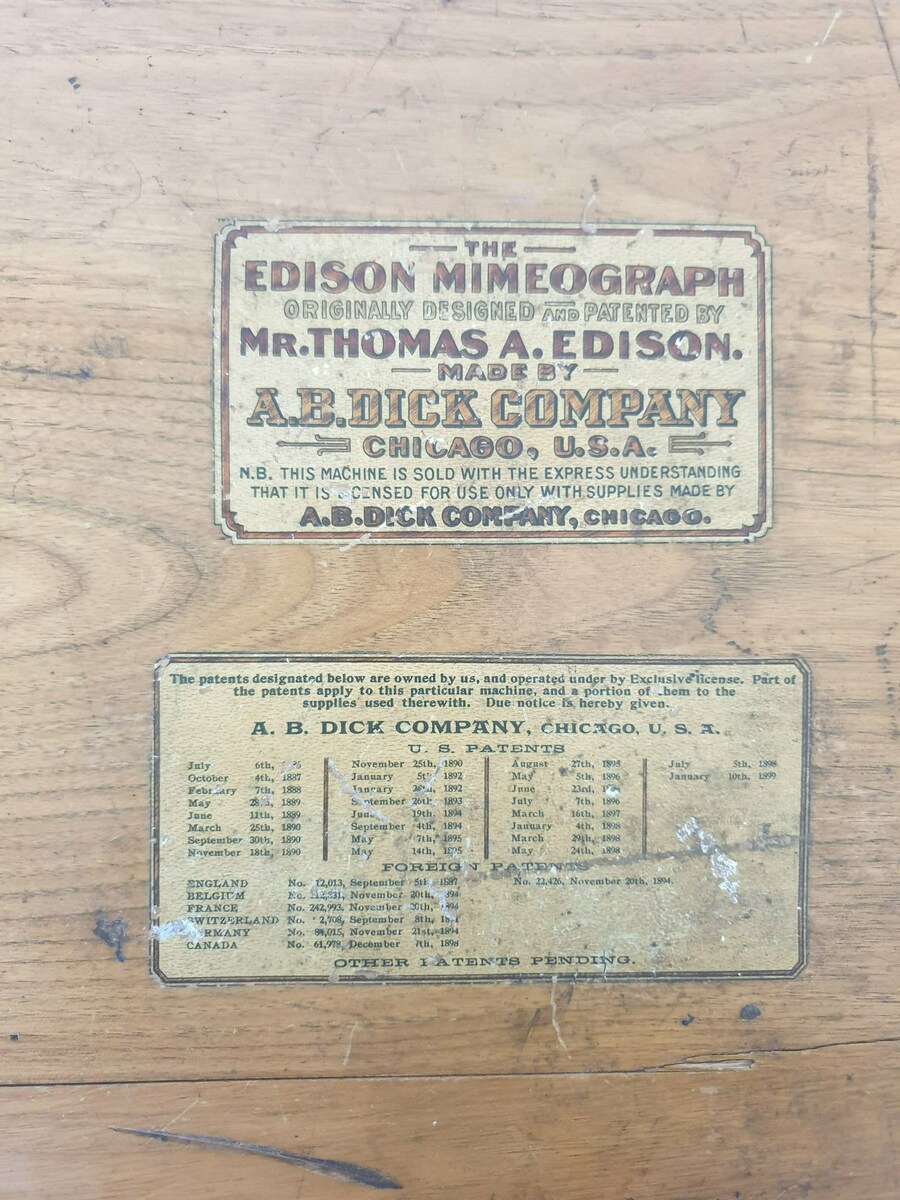 THE
EDISON MIMEOGRAPH
ORIGINALLY DESIGNED AND PATENTED BY
MR. THOMAS A. EDISON.
MADE BY
A.B.DICK COMPANY
CHICAGO, U.S.A.
N.B. THIS MACHINE IS SOLD WITH THE EXPRESS UNDERSTANDING
THAT IT IS FOR USE ONLY WITH SUPPLIES MADE BY
A.B.DICK COMPANY, CHICAGO.
The patents designated below are owned by us, and operated under by Exclusive license. Part of
the patents apply to this particular machine, and a portion of them to the
supplies used therewith. Due notice is hereby given.
A. B. DICK COMPANY, CHICAGO, U. S. A.
U. S. PATENTS
July 6th,
October 4th, 1887
February 7th, 1888
May 1889
June 11th, 1889
March 25th, 1890
September 30th, 1890
November 18th, 1890
November 25th, 1890
January 5th, 1892
January 1892
September 26th, 1893
June 19th, 1894
September 4th, 1894
May 7th, 1895
May 14th, 1895
August 27th, 1895
May 5th, 1896
June 23rd,
July 7th, 1896
March 16th, 1897
January 4th, 1898
March 29th, 1898
May 24th, 1898
July 5th, 1898
January 10th, 1899
FOREIGN PATENTS
ENGLAND No. 12,013, September 5th, 1887 No. 22,426, November 20th, 1894.
BELGIUM No. November 20th, 1894
FRANCE No. 242,993, November 20th, 1894
SWITZERLAND No. 2,708, September 8th,
GERMANY No. November 21st, 1894
CANADA No. 61,978, December 7th, 1898
OTHER PATENTS PENDING.